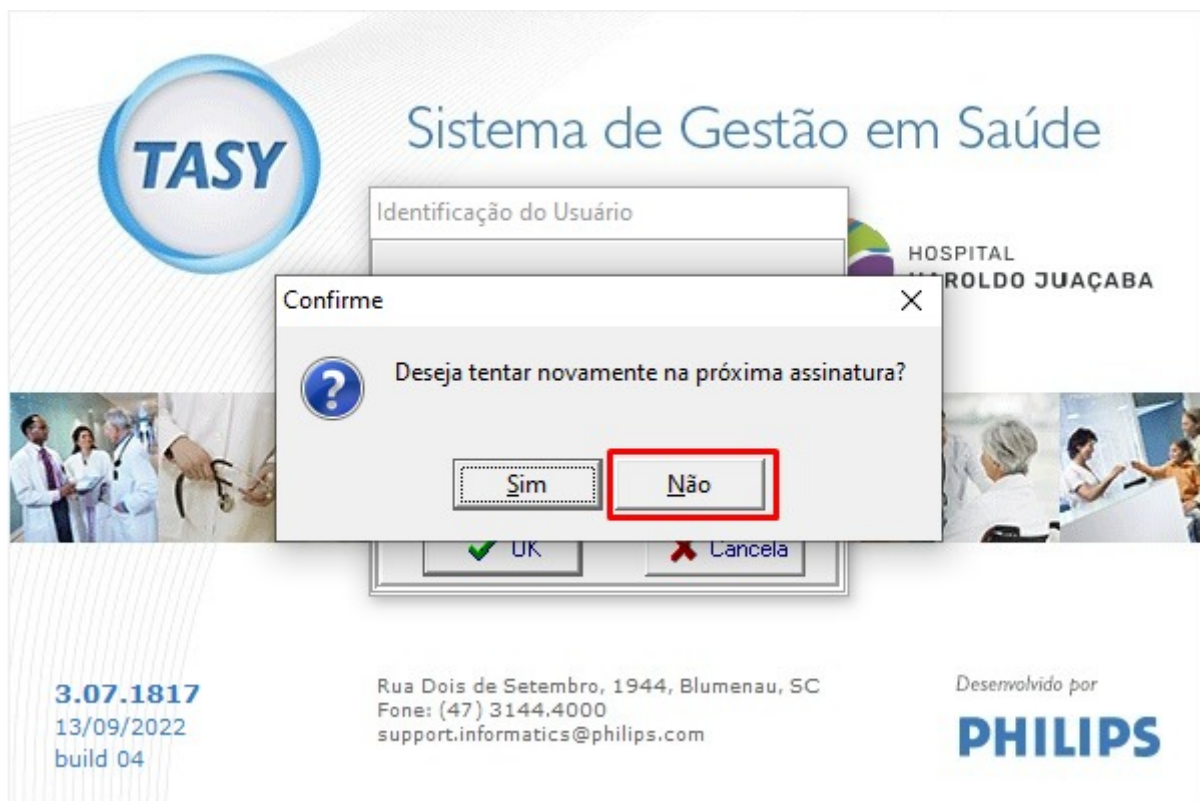 TASY
Sistema de Gestão em Saúde
Identificação do Usuário
HOSPITAL
HAROLDO JUAÇABA
Confirme
Deseja tentar novamente na próxima assinatura?
Sim
Não
OK
Cancela
3.07.1817
13/09/2022
build 04
Rua Dois de Setembro, 1944, Blumenau, SC
Fone: (47) 3144.4000
support.informatics@philips.com
Desenvolvido por
PHILIPS